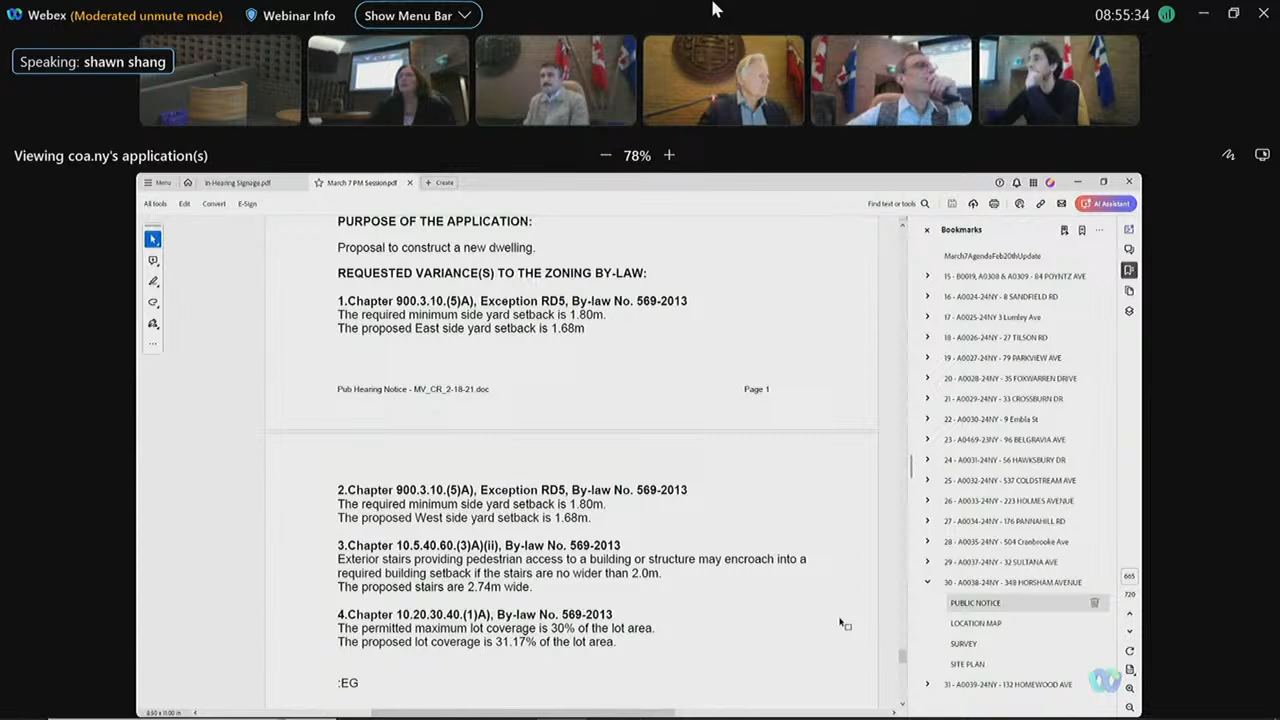 Webex (Moderated unmute mode) Webinar Info Show Menu Bar 08:55:34
Speaking: shawn shang
Viewing coa.ny's application(s)
78%
Menu In-Hearing Signage.pdf March 7 PM Session.pdf Create
All tools Edit Convert E-Sign Find text or tools AI Assistant
PURPOSE OF THE APPLICATION:
Proposal to construct a new dwelling.
REQUESTED VARIANCE(S) TO THE ZONING BY-LAW:
1.Chapter 900.3.10.(5)A), Exception RD5, By-law No. 569-2013
The required minimum side yard setback is 1.80m.
The proposed East side yard setback is 1.68m
Pub Hearing Notice - MV_CR_2-18-21.doc Page 1
2.Chapter 900.3.10.(5)A), Exception RD5, By-law No. 569-2013
The required minimum side yard setback is 1.80m.
The proposed West side yard setback is 1.68m.
3.Chapter 10.5.40.60.(3)A)(ii), By-law No. 569-2013
Exterior stairs providing pedestrian access to a building or structure may encroach into a
required building setback if the stairs are no wider than 2.0m.
The proposed stairs are 2.74m wide.
4.Chapter 10.20.30.40.(1)A), By-law No. 569-2013
The permitted maximum lot coverage is 30% of the lot area.
The proposed lot coverage is 31.17% of the lot area.
:EG
8.50 x 11.00 in
Bookmarks
March7AgendaFeb20thUpdate
15 - B0019, A0308 & A0309 - 84 POYNTZ AVE
16 - A0024-24NY - 8 SANDFIELD RD
17 - A0025-24NY 3 Lumley Ave
18 - A0026-24NY - 27 TILSON RD
19 - A0027-24NY - 79 PARKVIEW AVE
20 - A0028-24NY - 35 FOXWARREN DRIVE
21 - A0029-24NY - 33 CROSSBURN DR
22 - A0030-24NY - 9 Embla St
23 - A0469-23NY - 96 BELGRAVIA AVE
24 - A0031-24NY - 56 HAWKSBURY DR
25 - A0032-24NY - 537 COLDSTREAM AVE
26 - A0033-24NY - 223 HOLMES AVENUE
27 - A0034-24NY - 176 PANNAHILL RD
28 - A0035-24NY - 504 Cranbrooke Ave
29 - A0037-24NY - 32 SULTANA AVE
30 - A0038-24NY - 348 HORSHAM AVENUE
PUBLIC NOTICE
LOCATION MAP
SURVEY
SITE PLAN
31 - A0039-24NY - 132 HOMEWOOD AVE
665
720